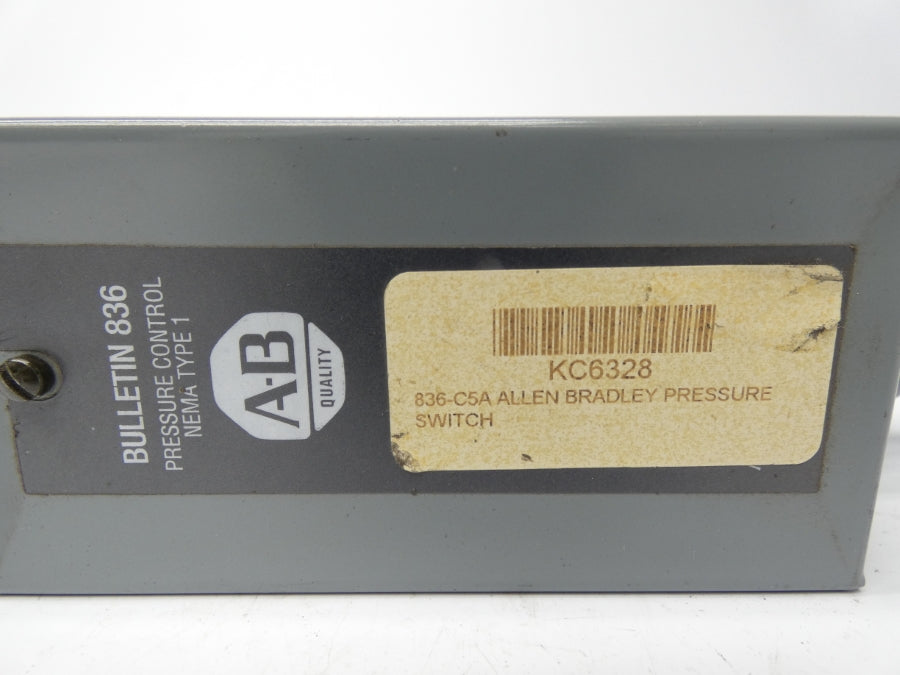 BULLETIN 836
PRESSURE CONTROL
NEMA TYPE 1
A-B
QUALITY
KC6328
836-C5A ALLEN BRADLEY PRESSURE
SWITCH